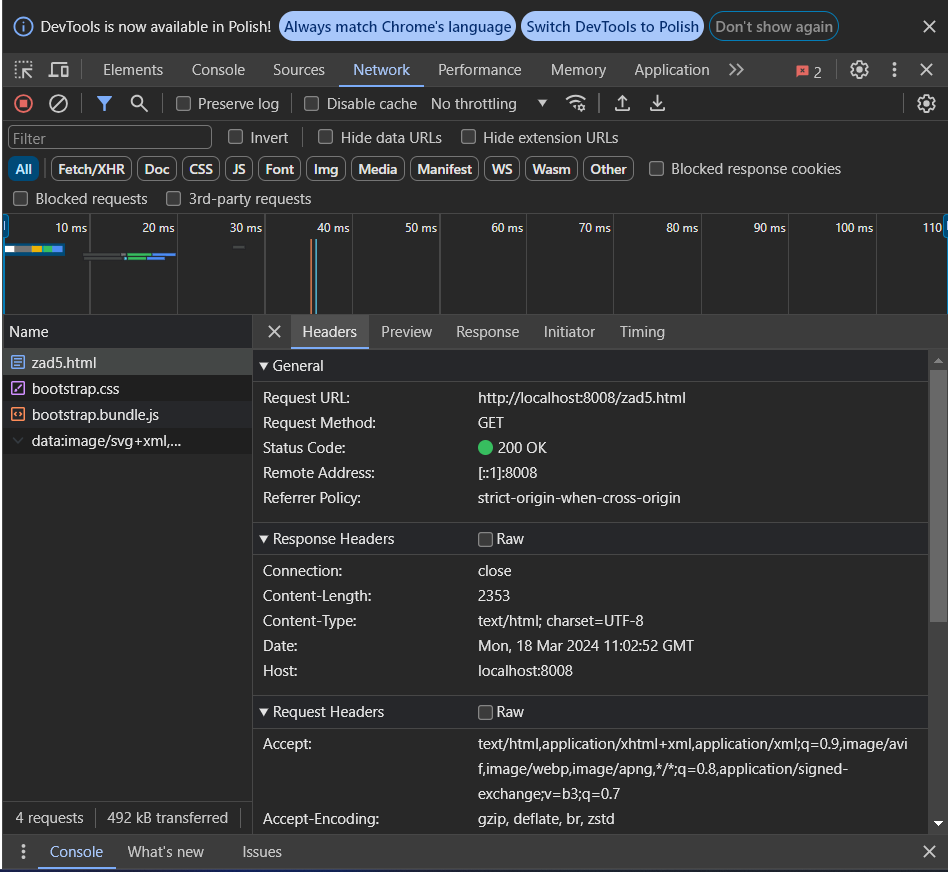 DevTools is now available in Polish! Always match Chrome's language Switch DevTools to Polish Don't show again
Elements Console Sources Network Performance Memory Application 2
Preserve log Disable cache No throttling
Filter Invert Hide data URLs Hide extension URLs
All Fetch/XHR Doc CSS JS Font Img Media Manifest WS Wasm Other Blocked response cookies
Blocked requests 3rd-party requests
10 ms 20 ms 30 ms 40 ms 50 ms 60 ms 70 ms 80 ms 90 ms 100 ms 110
Name Headers Preview Response Initiator Timing
zad5.html
bootstrap.css
bootstrap.bundle.js
data:image/svg+xml,...
General
Request URL: http://localhost:8008/zad5.html
Request Method: GET
Status Code: 200 OK
Remote Address: [::1]:8008
Referrer Policy: strict-origin-when-cross-origin
Response Headers Raw
Connection: close
Content-Length: 2353
Content-Type: text/html; charset=UTF-8
Date: Mon, 18 Mar 2024 11:02:52 GMT
Host: localhost:8008
Request Headers Raw
Accept: text/html,application/xhtml+xml,application/xml;q=0.9,image/avi
f,image/webp,image/apng,*/*;q=0.8,application/signed-
exchange;v=b3;q=0.7
Accept-Encoding: gzip, deflate, br, zstd
4 requests 492 kB transferred
Console What's new Issues